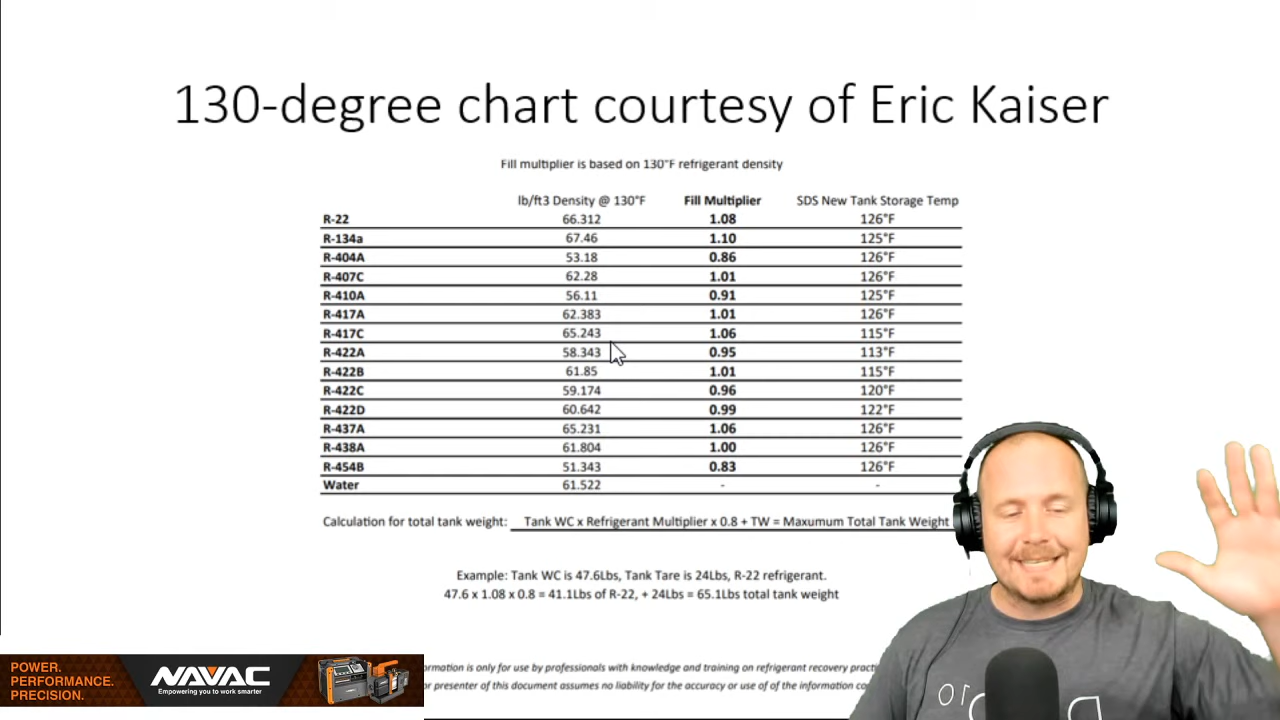 130-degree chart courtesy of Eric Kaiser
Fill multiplier is based on 130°F refrigerant density
lb/ft3 Density @ 130°F Fill Multiplier SDS New Tank Storage Temp
R-22 66.312 1.08 126°F
R-134a 67.46 1.10 125°F
R-404A 53.18 0.86 126°F
R-407C 62.28 1.01 126°F
R-410A 56.11 0.91 125°F
R-417A 62.383 1.01 126°F
R-417C 65.243 1.06 115°F
R-422A 58.343 0.95 113°F
R-422B 61.85 1.01 115°F
R-422C 59.174 0.96 120°F
R-422D 60.642 0.99 122°F
R-437A 65.231 1.06 126°F
R-438A 61.804 1.00 126°F
R-454B 51.343 0.83 126°F
Water 61.522 - -
Calculation for total tank weight: Tank WC x Refrigerant Multiplier x 0.8 + TW = Maxumum Total Tank Weight
Example: Tank WC is 47.6Lbs, Tank Tare is 24Lbs, R-22 refrigerant.
47.6 x 1.08 x 0.8 = 41.1Lbs of R-22, + 24Lbs = 65.1Lbs total tank weight
is only for use by professionals with knowledge and training on refrigerant recovery
or presenter of this document assumes no liability for the accuracy or use of of the information
POWER.
PERFORMANCE.
PRECISION.
NAVAC
Empowering you to work smarter